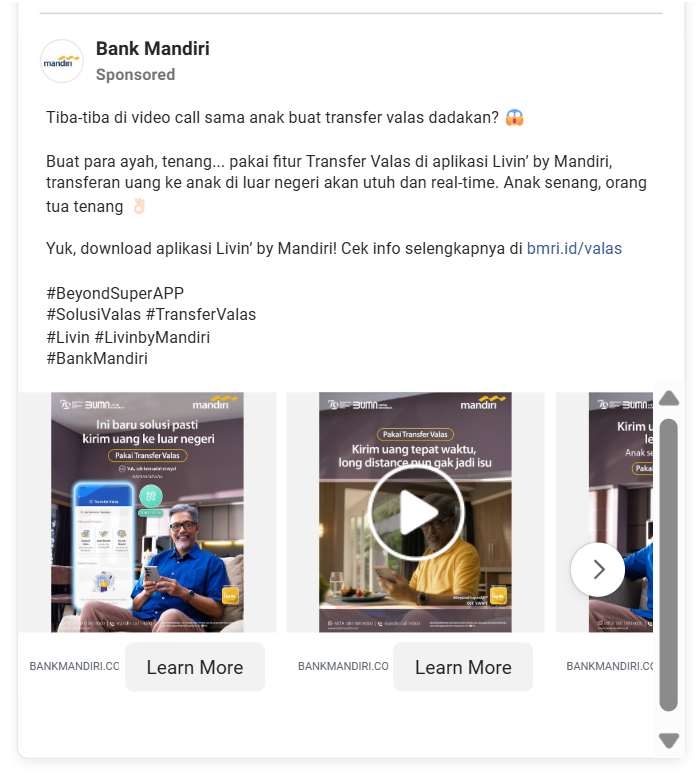 Bank Mandiri
mandiri
Sponsored
Tiba-tiba di video call sama anak buat transfer valas dadakan? 😱
Buat para ayah, tenang... pakai fitur Transfer Valas di aplikasi Livin’ by Mandiri,
transferan uang ke anak di luar negeri akan utuh dan real-time. Anak senang, orang
tua tenang 👌🏻
Yuk, download aplikasi Livin’ by Mandiri! Cek info selengkapnya di bmri.id/valas
#BeyondSuperAPP
#SolusiValas #TransferValas
#Livin #LivinbyMandiri
#BankMandiri
BUMN
mandiri
Ini baru solusi pasti
kirim uang ke luar negeri
Pakai Transfer Valas
Transfer Valas
BUMN
mandiri
Pakai Transfer Valas
Kirim uang tepat waktu,
long distance pun gak jadi isu
#BeyondSuperAPP
BUMN
Kirim u
le
Anak se
Pakai
BANKMANDIRI.CC
Learn More
BANKMANDIRI.CO
Learn More
BANKMANDIRI.CC